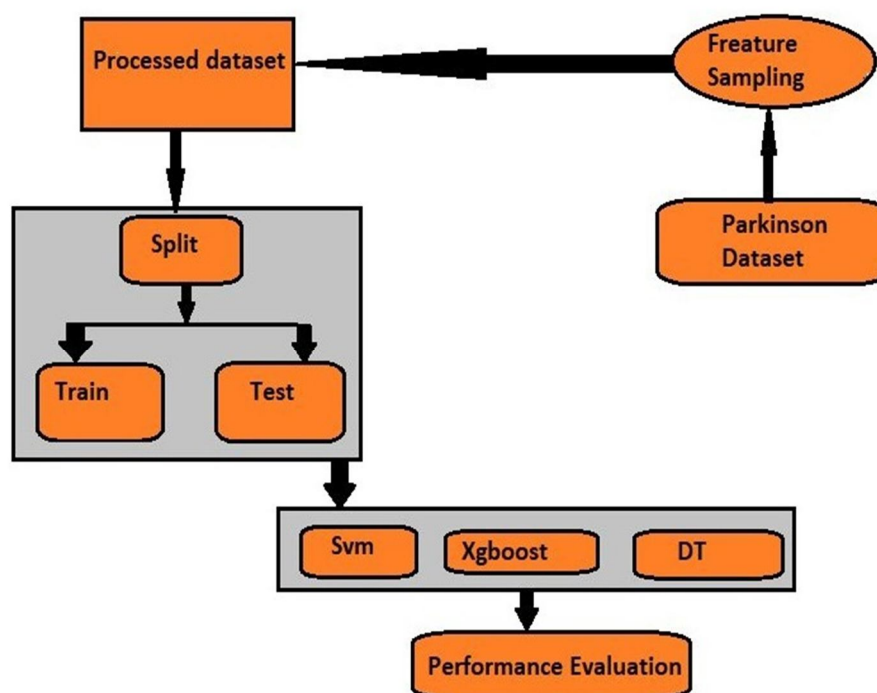 Processed dataset
Freature
Sampling
Parkinson
Dataset
Split
Train
Test
Svm
Xgboost
DT
Performance Evaluation